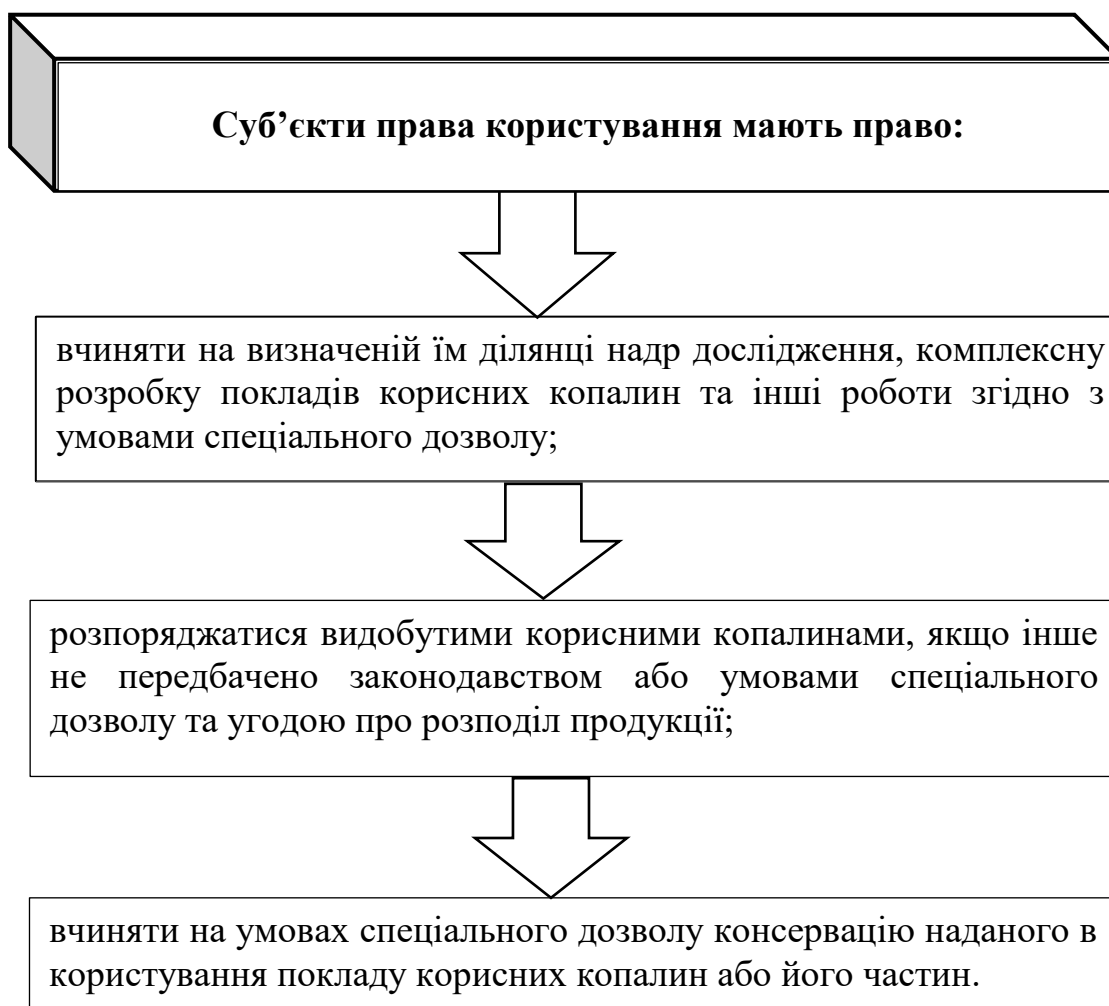 Суб’єкти права користування мають право:
вчиняти на визначеній їм ділянці надр дослідження, комплексну
розробку покладів корисних копалин та інші роботи згідно з
умовами спеціального дозволу;
розпоряджатися видобутими корисними копалинами, якщо інше
не передбачено законодавством або умовами спеціального
дозволу та угодою про розподіл продукції;
вчиняти на умовах спеціального дозволу консервацію наданого в
користування покладу корисних копалин або його частин.